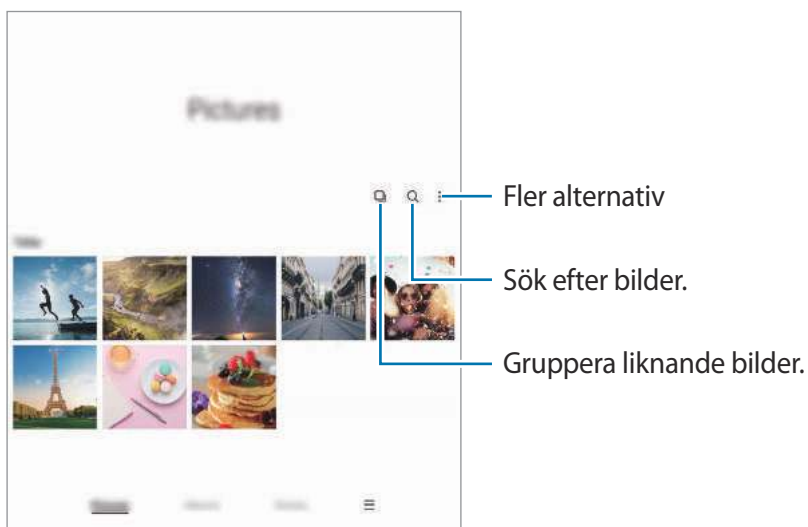 Pictures
Fler alternativ
Sök efter bilder.
Gruppera liknande bilder.